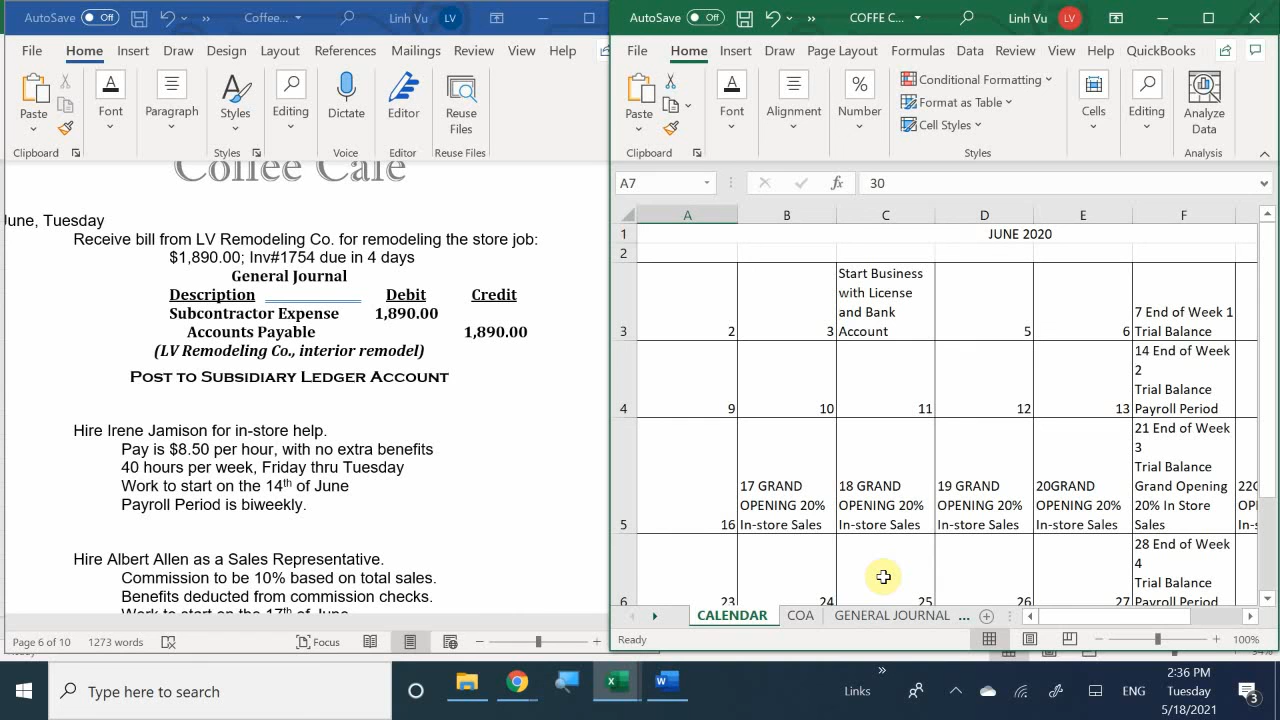 AutoSave Off Coffee... Linh Vu LV
File Home Insert Draw Design Layout References Mailings Review View Help
Paste Font Paragraph Styles Editing Dictate Editor Reuse Files
Clipboard Styles Voice Editor Reuse Files
Coffee Cafe
June, Tuesday
Receive bill from LV Remodeling Co. for remodeling the store job:
$1,890.00; Inv#1754 due in 4 days
General Journal
Description Debit Credit
Subcontractor Expense 1,890.00
Accounts Payable 1,890.00
(LV Remodeling Co., interior remodel)
POST TO SUBSIDIARY LEDGER ACCOUNT
Hire Irene Jamison for in-store help.
Pay is $8.50 per hour, with no extra benefits
40 hours per week, Friday thru Tuesday
Work to start on the 14th of June
Payroll Period is biweekly.
Hire Albert Allen as a Sales Representative.
Commission to be 10% based on total sales.
Benefits deducted from commission checks.
Work to start on the 17th of June
Page 6 of 10 1273 words Focus
AutoSave Off COFFE C... Linh Vu LV
File Home Insert Draw Page Layout Formulas Data Review View Help QuickBooks
Paste Font Alignment Number Cells Editing Analyze Data
Conditional Formatting
Format as Table
Cell Styles
Clipboard Styles Analysis
A7 fx 30
A B C D E F
1 JUNE 2020
2
Start Business
with License
and Bank
Account
7 End of Week 1
Trial Balance
3 2 3 5 6
14 End of Week
2
Trial Balance
Payroll Period
4 9 10 11 12 13
21 End of Week
3
Trial Balance
Grand Opening
20% In Store
Sales
17 GRAND
OPENING 20%
In-store Sales
18 GRAND
OPENING 20%
In-store Sales
19 GRAND
OPENING 20%
In-store Sales
20GRAND
OPENING 20%
In-store Sales
5 16
28 End of Week
4
Trial Balance
Payroll Period
6 23 24 25 26 27
CALENDAR COA GENERAL JOURNAL ...
Ready 100%
94%
Type here to search
Links ENG
2:36 PM
Tuesday
5/18/2021
3